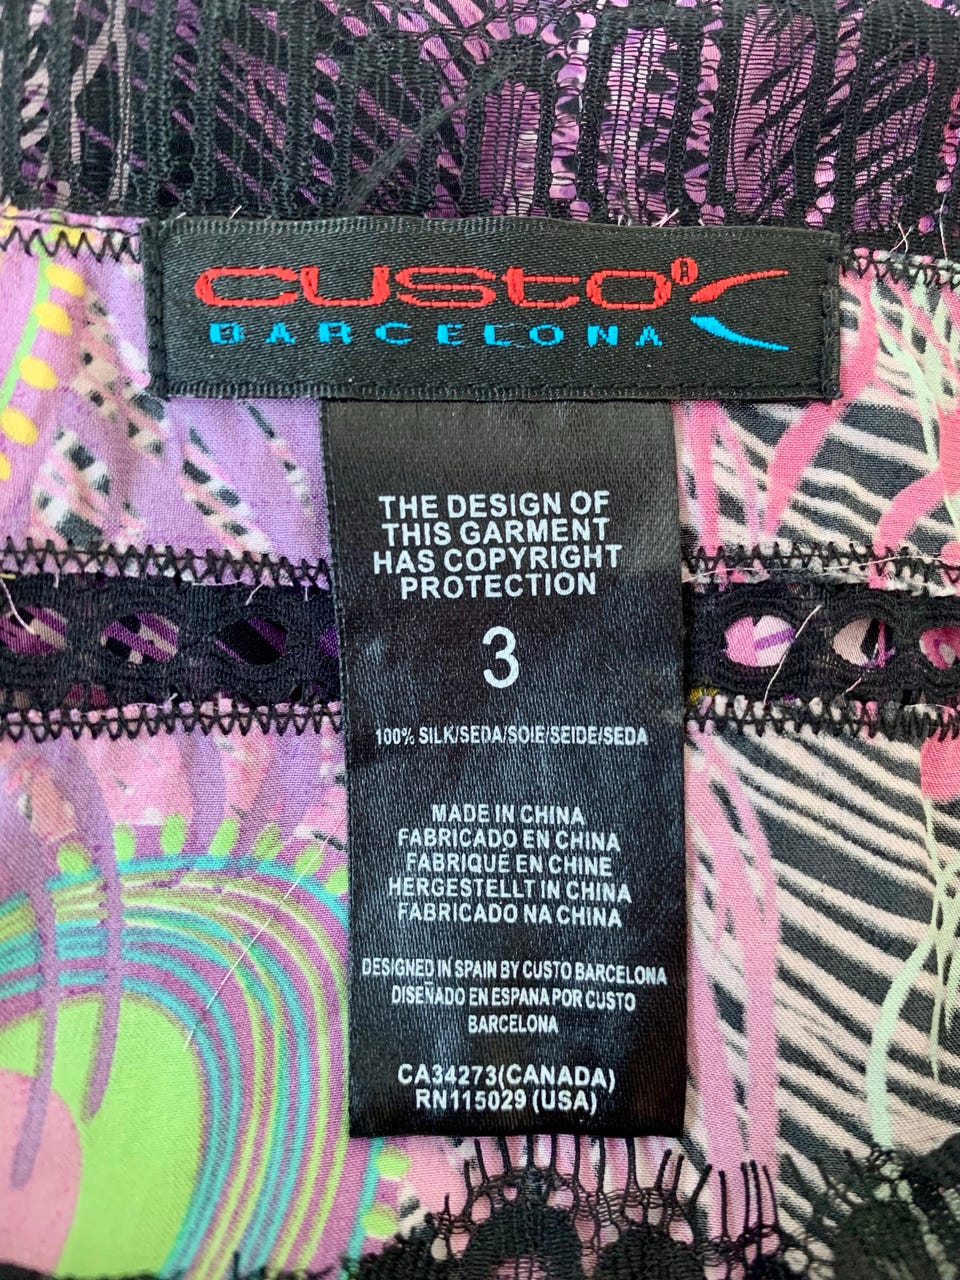 CUSTO®
BARCELONA
THE DESIGN OF
THIS GARMENT
HAS COPYRIGHT
PROTECTION
3
100% SILK/SEDA/SOIE/SEIDE/SEDA
MADE IN CHINA
FABRICADO EN CHINA
FABRIQUÉ EN CHINE
HERGESTELLT IN CHINA
FABRICADO NA CHINA
DESIGNED IN SPAIN BY CUSTO BARCELONA
DISEÑADO EN ESPANA POR CUSTO
BARCELONA
CA34273(CANADA)
RN115029 (USA)